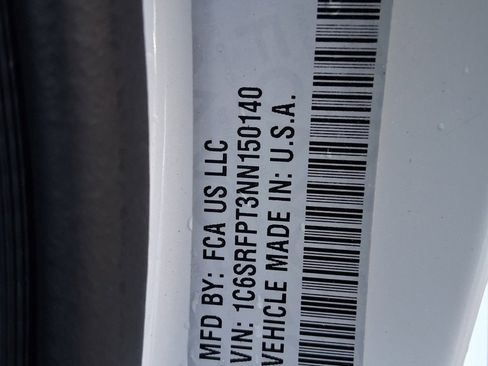 MFD BY: FCA US LLC
VIN: 1C6SRFPT3NN150140
VEHICLE MADE IN: U.S.A.